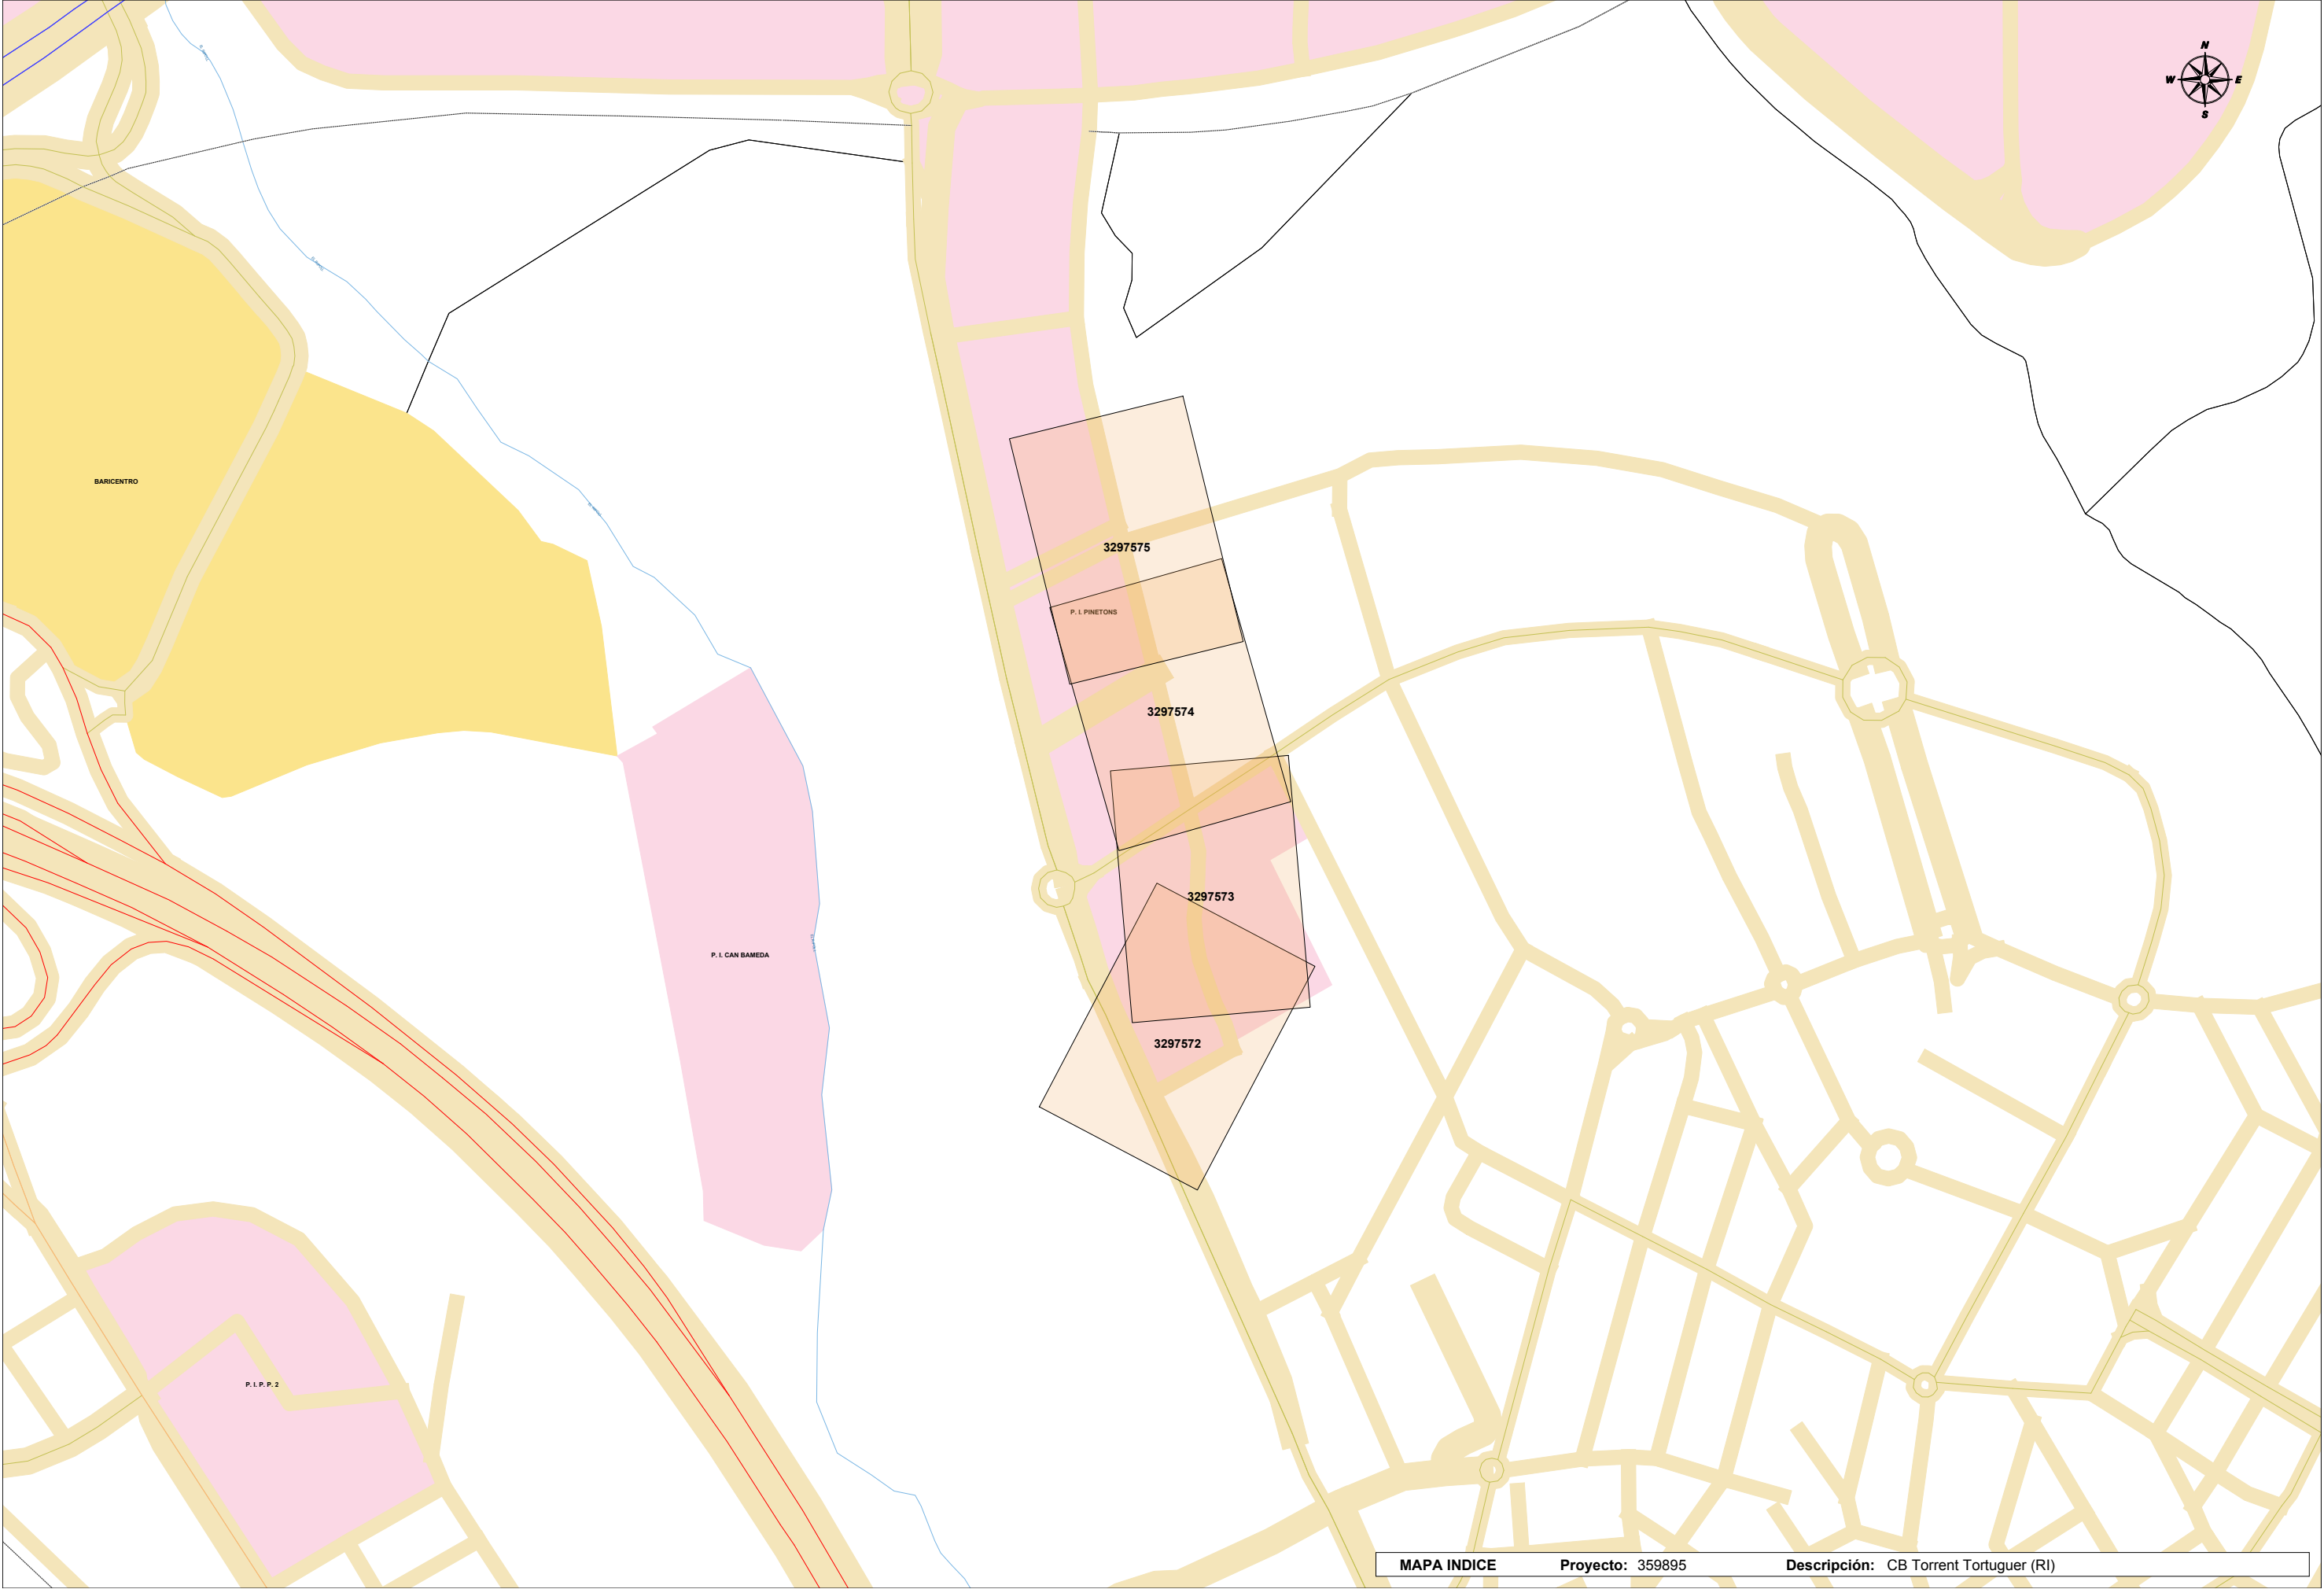 N
W E
S
BARICENTRO
3297575
P. I. PINETONS
3297574
3297573
P. I. CAN BAMEDA
3297572
P. I. P. P. 2
MAPA INDICE Proyecto: 359895 Descripción: CB Torrent Tortuguer (RI)